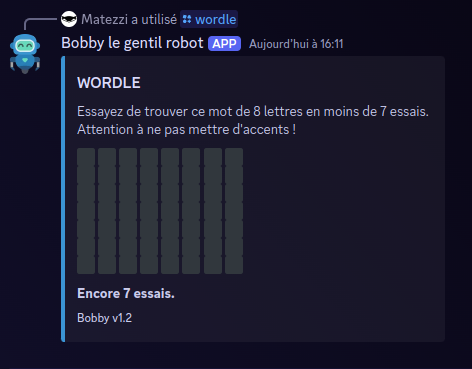 Matezzi a utilisé wordle
Bobby le gentil robot APP Aujourd'hui à 16:11
WORDLE
Essayez de trouver ce mot de 8 lettres en moins de 7 essais.
Attention à ne pas mettre d'accents !
Encore 7 essais.
Bobby v1.2